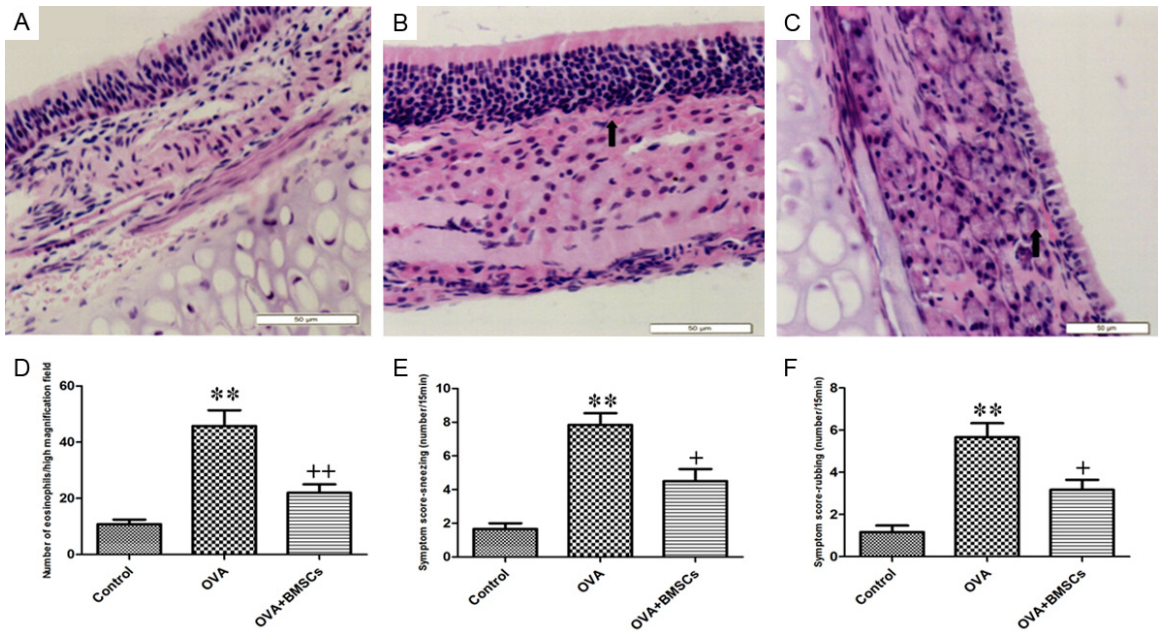 A
B
C
50 µm
50 µm
50 µm
D
E
F
Number of eosinophils/high magnification field
60
40
20
0
**
++
Control
OVA
OVA+BMSCs
Symptom score-sneezing (number/15min)
10
8
6
4
2
0
**
+
Control
OVA
OVA+BMSCs
Symptom score-rubbing (number/15min)
8
6
4
2
0
**
+
Control
OVA
OVA+BMSCs